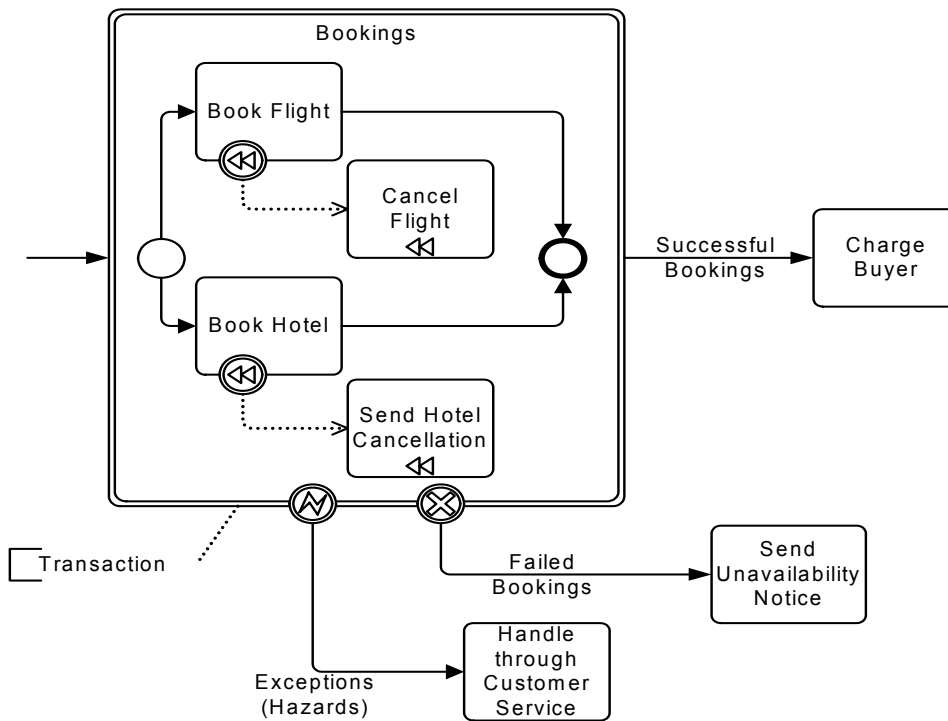 Bookings
Book Flight
Cancel
Flight
Successful
Bookings
Charge
Buyer
Book Hotel
Send Hotel
Cancellation
Transaction
Failed
Bookings
Send
Unavailability
Notice
Exceptions
(Hazards)
Handle
through
Customer
Service